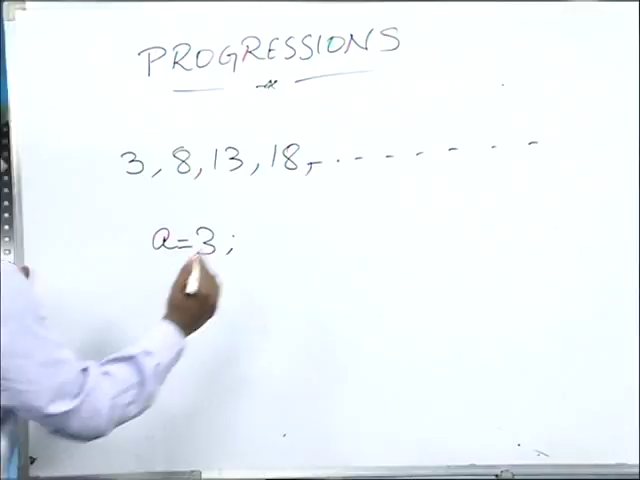 PROGRESSIONS
3, 8, 13, 18, - - - - - - - -
a = 3 ;